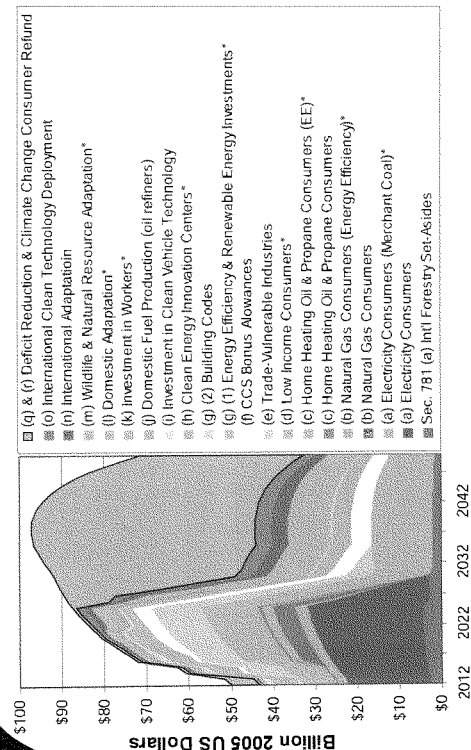 Billion 2005 US Dollars
$100
$90
$80
$70
$60
$50
$40
$30
$20
$10
$0
2012
2022
2032
2042
(q) & (r) Deficit Reduction & Climate Change Consumer Refund
(o) International Clean Technology Deployment
(n) International Adaptatioin
(m) Wildlife & Natural Resource Adaptation*
(l) Domestic Adaptation*
(k) Investment in Workers*
(j) Domestic Fuel Production (oil refiners)
(i) Investment in Clean Vehicle Technology
(h) Clean Energy Innovation Centers*
(g) (2) Building Codes
(g) (1) Energy Efficiency & Renewable Energy Investments*
(f) CCS Bonus Alowances
(e) Trade-Vulnerable Industries
(d) Low Income Consumers*
(c) Home Heating Oil & Propane Consumers (EE)*
(c) Home Heating Oil & Propane Consumers
(b) Natural Gas Consumers (Energy Efficiency)*
(b) Natural Gas Consumers
(a) Electricity Consumers (Merchant Coal)*
(a) Electricity Consumers
Sec. 781 (a) Int'l Forestry Set-Asides